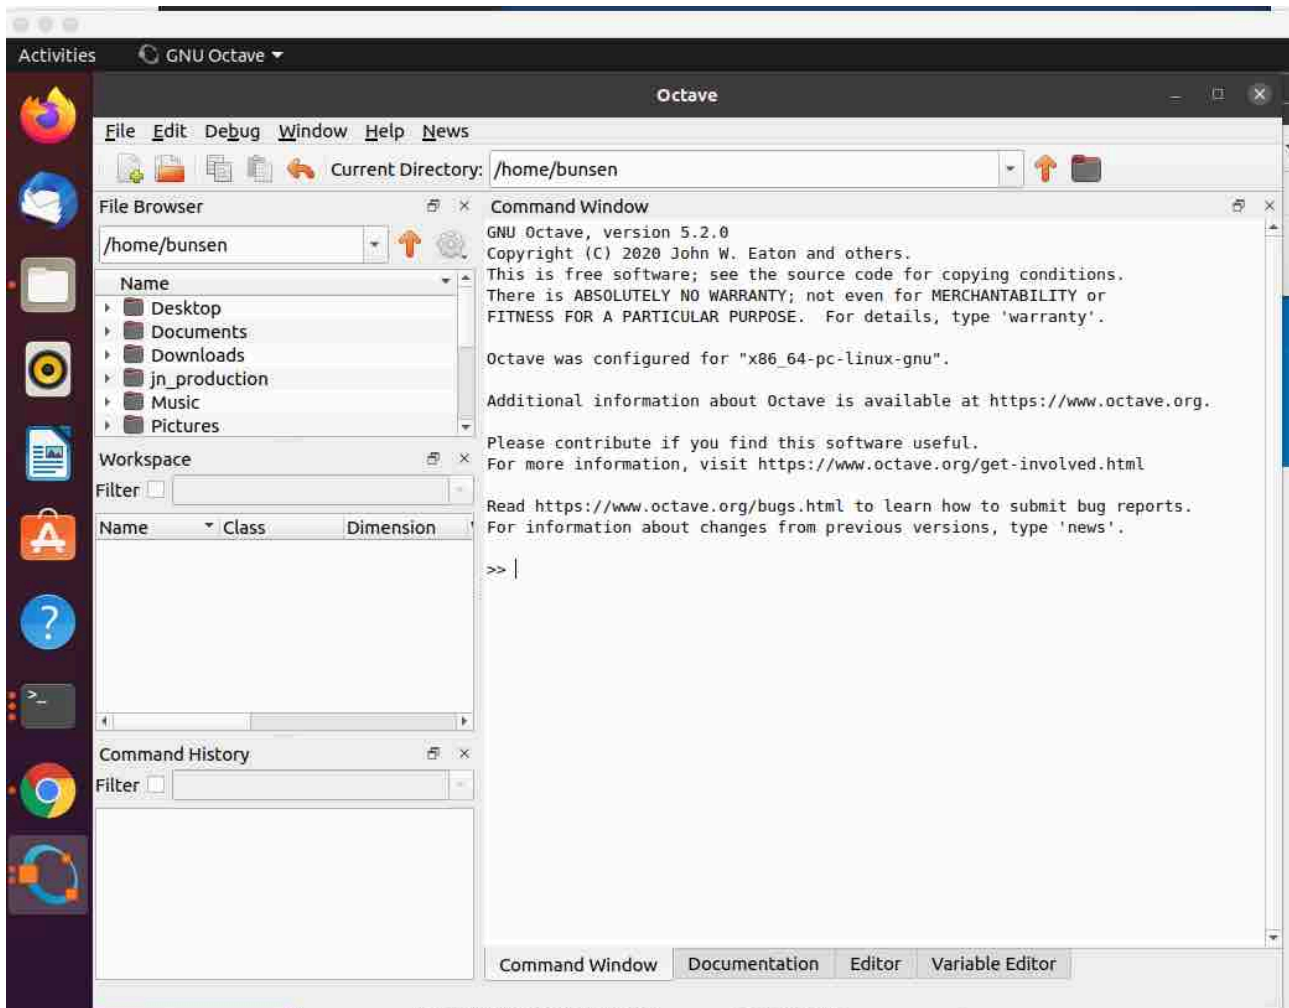 Activities GNU Octave
Octave
File Edit Debug Window Help News
Current Directory: /home/bunsen
File Browser
/home/bunsen
Name
Desktop
Documents
Downloads
jn_production
Music
Pictures
Workspace
Filter
Name Class Dimension
Command History
Filter
Command Window
GNU Octave, version 5.2.0
Copyright (C) 2020 John W. Eaton and others.
This is free software; see the source code for copying conditions.
There is ABSOLUTELY NO WARRANTY; not even for MERCHANTABILITY or
FITNESS FOR A PARTICULAR PURPOSE.  For details, type 'warranty'.
Octave was configured for "x86_64-pc-linux-gnu".
Additional information about Octave is available at https://www.octave.org.
Please contribute if you find this software useful.
For more information, visit https://www.octave.org/get-involved.html
Read https://www.octave.org/bugs.html to learn how to submit bug reports.
For information about changes from previous versions, type 'news'.
>>
Command Window Documentation Editor Variable Editor